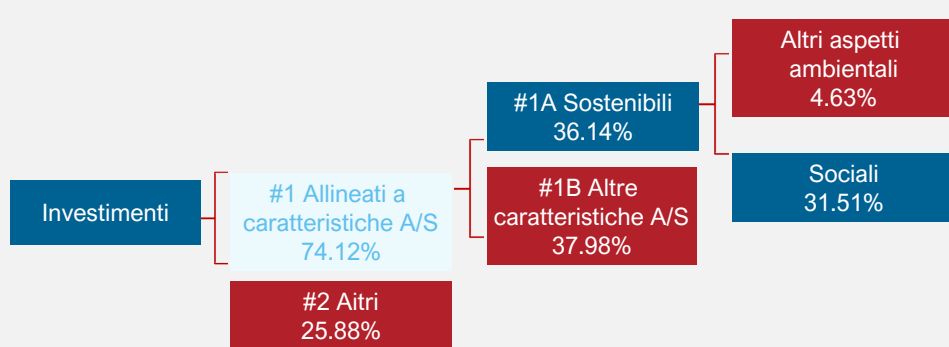 Investimenti
#1 Allineati a
caratteristiche A/S
74.12%
#2 Aitri
25.88%
#1A Sostenibili
36.14%
#1B Altre
caratteristiche A/S
37.98%
Altri aspetti
ambientali
4.63%
Sociali
31.51%